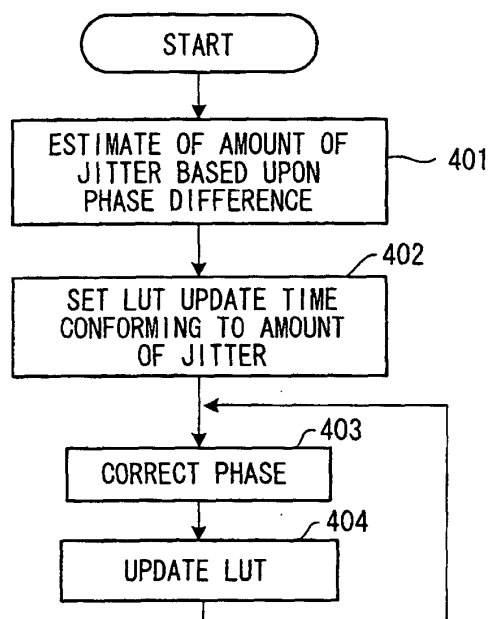 START
ESTIMATE OF AMOUNT OF
JITTER BASED UPON
PHASE DIFFERENCE
401
402
SET LUT UPDATE TIME
CONFORMING TO AMOUNT
OF JITTER
403
CORRECT PHASE
404
UPDATE LUT